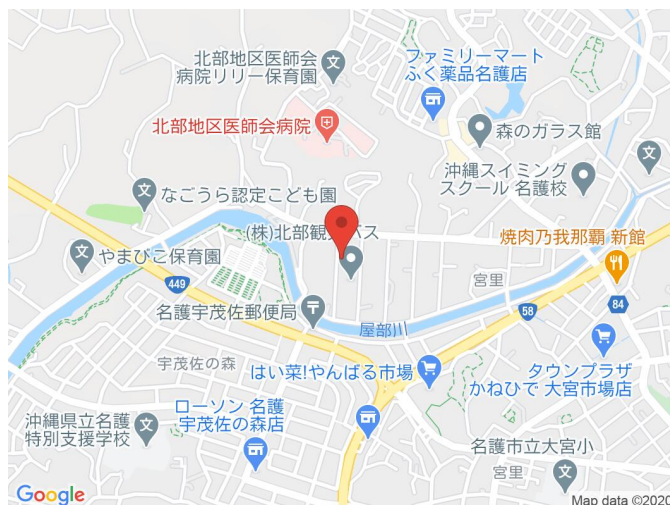 北部地区医師会
病院リリー保育園
ファミリーマート
ふく薬品名護店
北部地区医師会病院
森のガラス館
沖縄スイミング
スクール 名護校
なごうら認定こども園
(株)北部観光バス
焼肉乃我那覇 新館
やまびこ保育園
宮里
449
名護宇茂佐郵便局
58
84
屋部川
宇茂佐の森
はい菜!やんばる市場
タウンプラザ
かねひで 大宮市場店
ローソン 名護
宇茂佐の森店
沖縄県立名護
特別支援学校
名護市立大宮小
宮里
Google
Map data ©2020